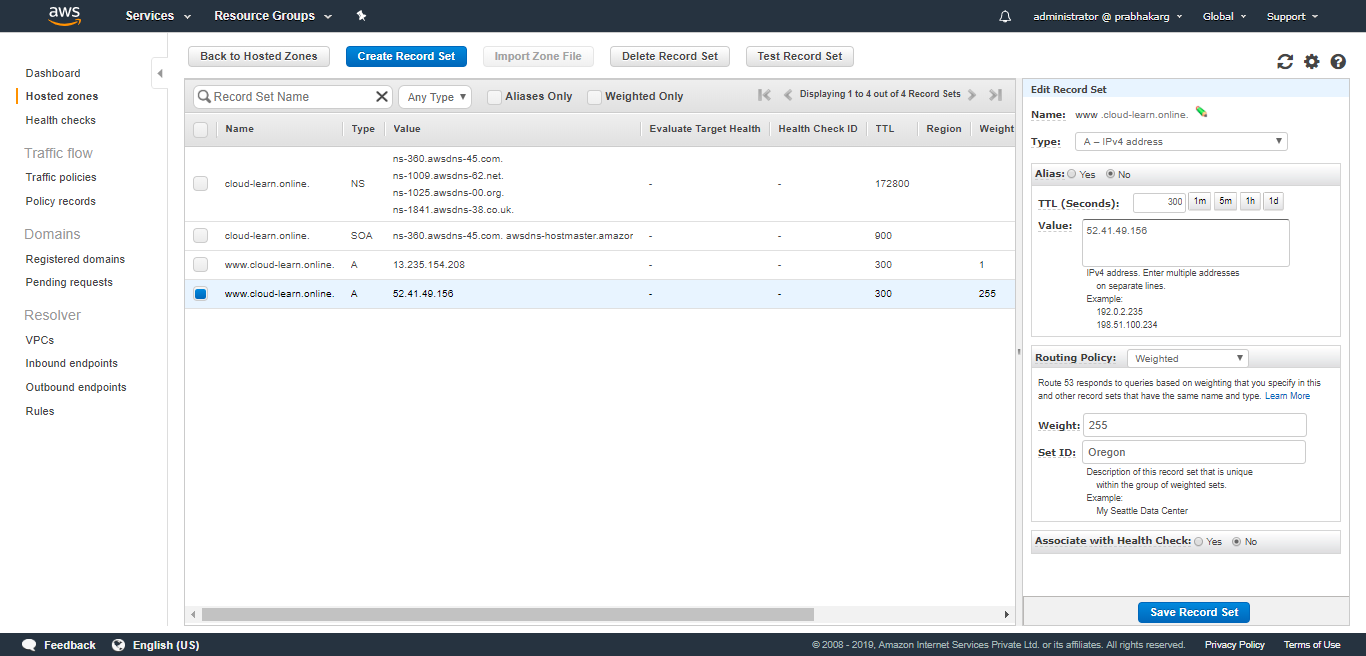 aws Services Resource Groups administrator @ prabhakarg Global Support
Dashboard
Hosted zones
Health checks
Traffic flow
Traffic policies
Policy records
Domains
Registered domains
Pending requests
Resolver
VPCs
Inbound endpoints
Outbound endpoints
Rules
Back to Hosted Zones Create Record Set Import Zone File Delete Record Set Test Record Set
Record Set Name Any Type Aliases Only Weighted Only Displaying 1 to 4 out of 4 Record Sets
Name Type Value Evaluate Target Health Health Check ID TTL Region Weight
ns-360.awsdns-45.com.
ns-1009.awsdns-62.net.
cloud-learn.online. NS - - 172800
ns-1025.awsdns-00.org.
ns-1841.awsdns-38.co.uk.
cloud-learn.online. SOA ns-360.awsdns-45.com. awsdns-hostmaster.amazor - - 900
www.cloud-learn.online. A 13.235.154.208 - - 300 1
www.cloud-learn.online. A 52.41.49.156 - - 300 255
Edit Record Set
Name: www .cloud-learn.online.
Type: A – IPv4 address
Alias: Yes No
TTL (Seconds): 300 1m 5m 1h 1d
Value: 52.41.49.156
IPv4 address. Enter multiple addresses
on separate lines.
Example:
192.0.2.235
198.51.100.234
Routing Policy: Weighted
Route 53 responds to queries based on weighting that you specify in this
and other record sets that have the same name and type. Learn More
Weight: 255
Set ID: Oregon
Description of this record set that is unique
within the group of weighted sets.
Example:
My Seattle Data Center
Associate with Health Check: Yes No
Save Record Set
Feedback English (US) © 2008 - 2019, Amazon Internet Services Private Ltd. or its affiliates. All rights reserved. Privacy Policy Terms of Use